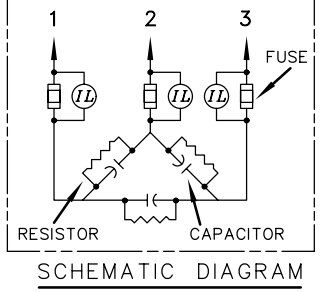 1 2 3
FUSE
IL IL IL
RESISTOR CAPACITOR
SCHEMATIC DIAGRAM